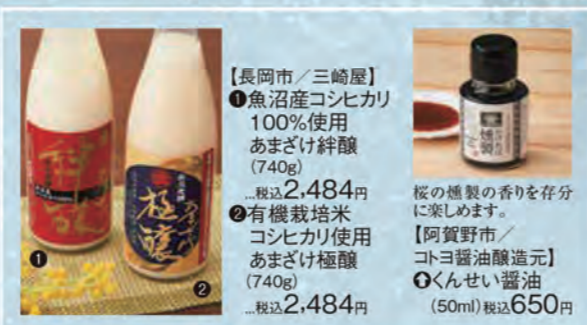 【長岡市／三崎屋】
❶魚沼産コシヒカリ
100%使用
あまざけ絆醸
(740g)
...税込2,484円
❷有機栽培米
コシヒカリ使用
あまざけ極醸
(740g)
...税込2,484円
❶
❷
極醸
燻製
桜の燻製の香りを存分
に楽しめます。
【阿賀野市／
コトヨ醤油醸造元】
⬆くんせい醤油
(50ml)税込650円